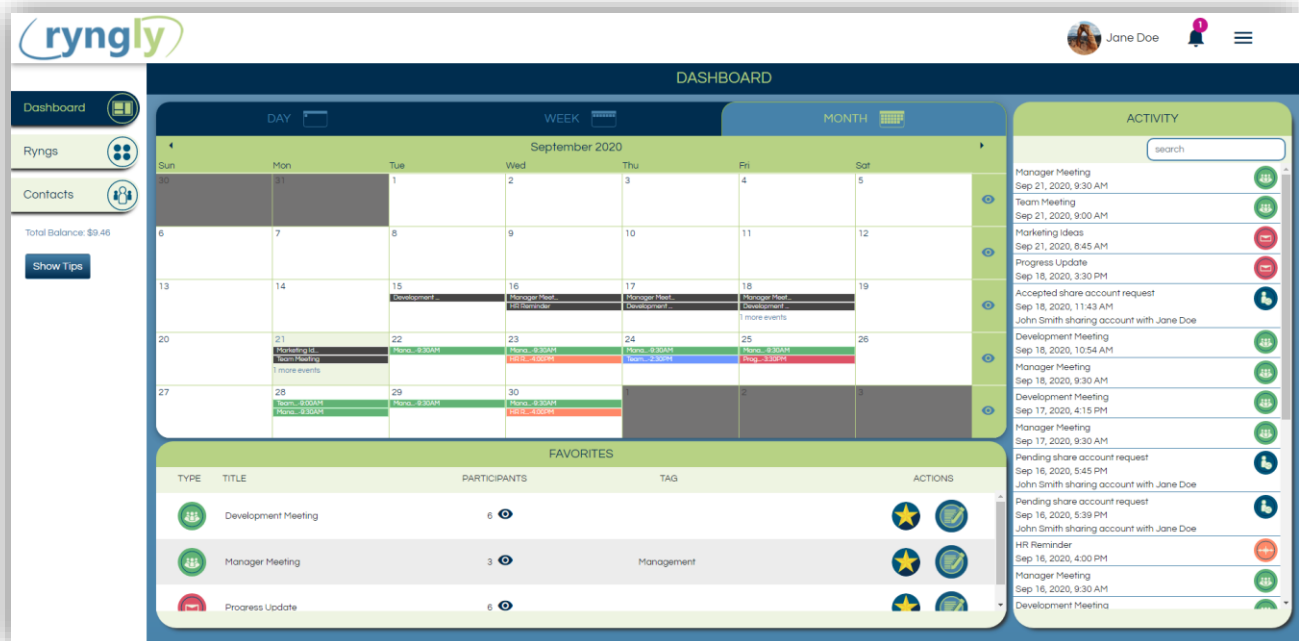 ryngly
Jane Doe
1
DASHBOARD
Dashboard
Ryngs
Contacts
Total Balance: $9.46
Show Tips
DAY
WEEK
MONTH
September 2020
Sun Mon Tue Wed Thu Fri Sat
30 31 1 2 3 4 5
6 7 8 9 10 11 12
13 14 15 16 17 18 19
Development ... Manager Meet... Manager Meet... Manager Meet...
HR Reminder Development ... Development ...
1 more events
20 21 22 23 24 25 26
Marketing Id... Mana...-9:30AM Mana...-9:30AM Mana...-9:30AM Mana...-9:30AM
Team Meeting HR R...-4:00PM Team...-2:30PM Prog...-3:30PM
1 more events
27 28 29 30 1 2 3
Team...-9:00AM Mana...-9:30AM Mana...-9:30AM
Mana...-9:30AM HR R...-4:00PM
FAVORITES
TYPE TITLE PARTICIPANTS TAG ACTIONS
Development Meeting 6
Manager Meeting 3 Management
Progress Update 6
ACTIVITY
search
Manager Meeting
Sep 21, 2020, 9:30 AM
Team Meeting
Sep 21, 2020, 9:00 AM
Marketing Ideas
Sep 21, 2020, 8:45 AM
Progress Update
Sep 18, 2020, 3:30 PM
Accepted share account request
Sep 18, 2020, 11:43 AM
John Smith sharing account with Jane Doe
Development Meeting
Sep 18, 2020, 10:54 AM
Manager Meeting
Sep 18, 2020, 9:30 AM
Development Meeting
Sep 17, 2020, 4:15 PM
Manager Meeting
Sep 17, 2020, 9:30 AM
Pending share account request
Sep 16, 2020, 5:45 PM
John Smith sharing account with Jane Doe
Pending share account request
Sep 16, 2020, 5:39 PM
John Smith sharing account with Jane Doe
HR Reminder
Sep 16, 2020, 4:00 PM
Manager Meeting
Sep 16, 2020, 9:30 AM
Development Meeting